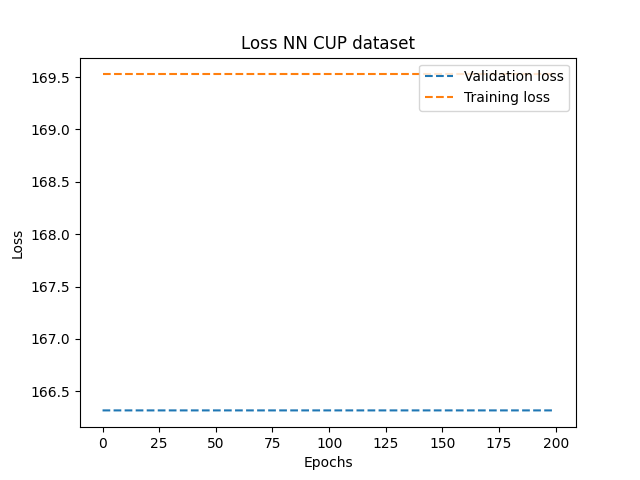 Loss NN CUP dataset
169.5
169.0
168.5
168.0
167.5
167.0
166.5
Loss
Validation loss
Training loss
0 25 50 75 100 125 150 175 200
Epochs